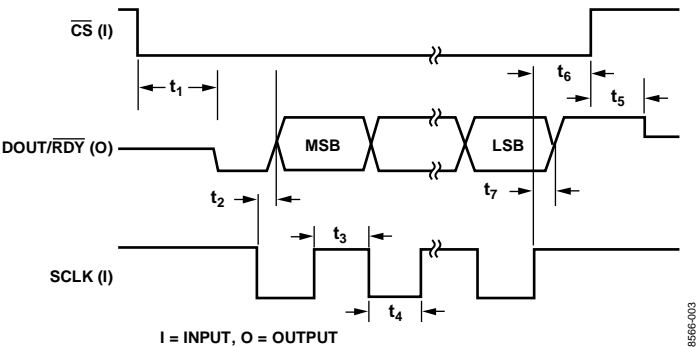 CS (I)
t6
t1
t5
DOUT/RDY (O)
MSB
LSB
t2
t7
t3
SCLK (I)
t4
I = INPUT, O = OUTPUT
8566-003